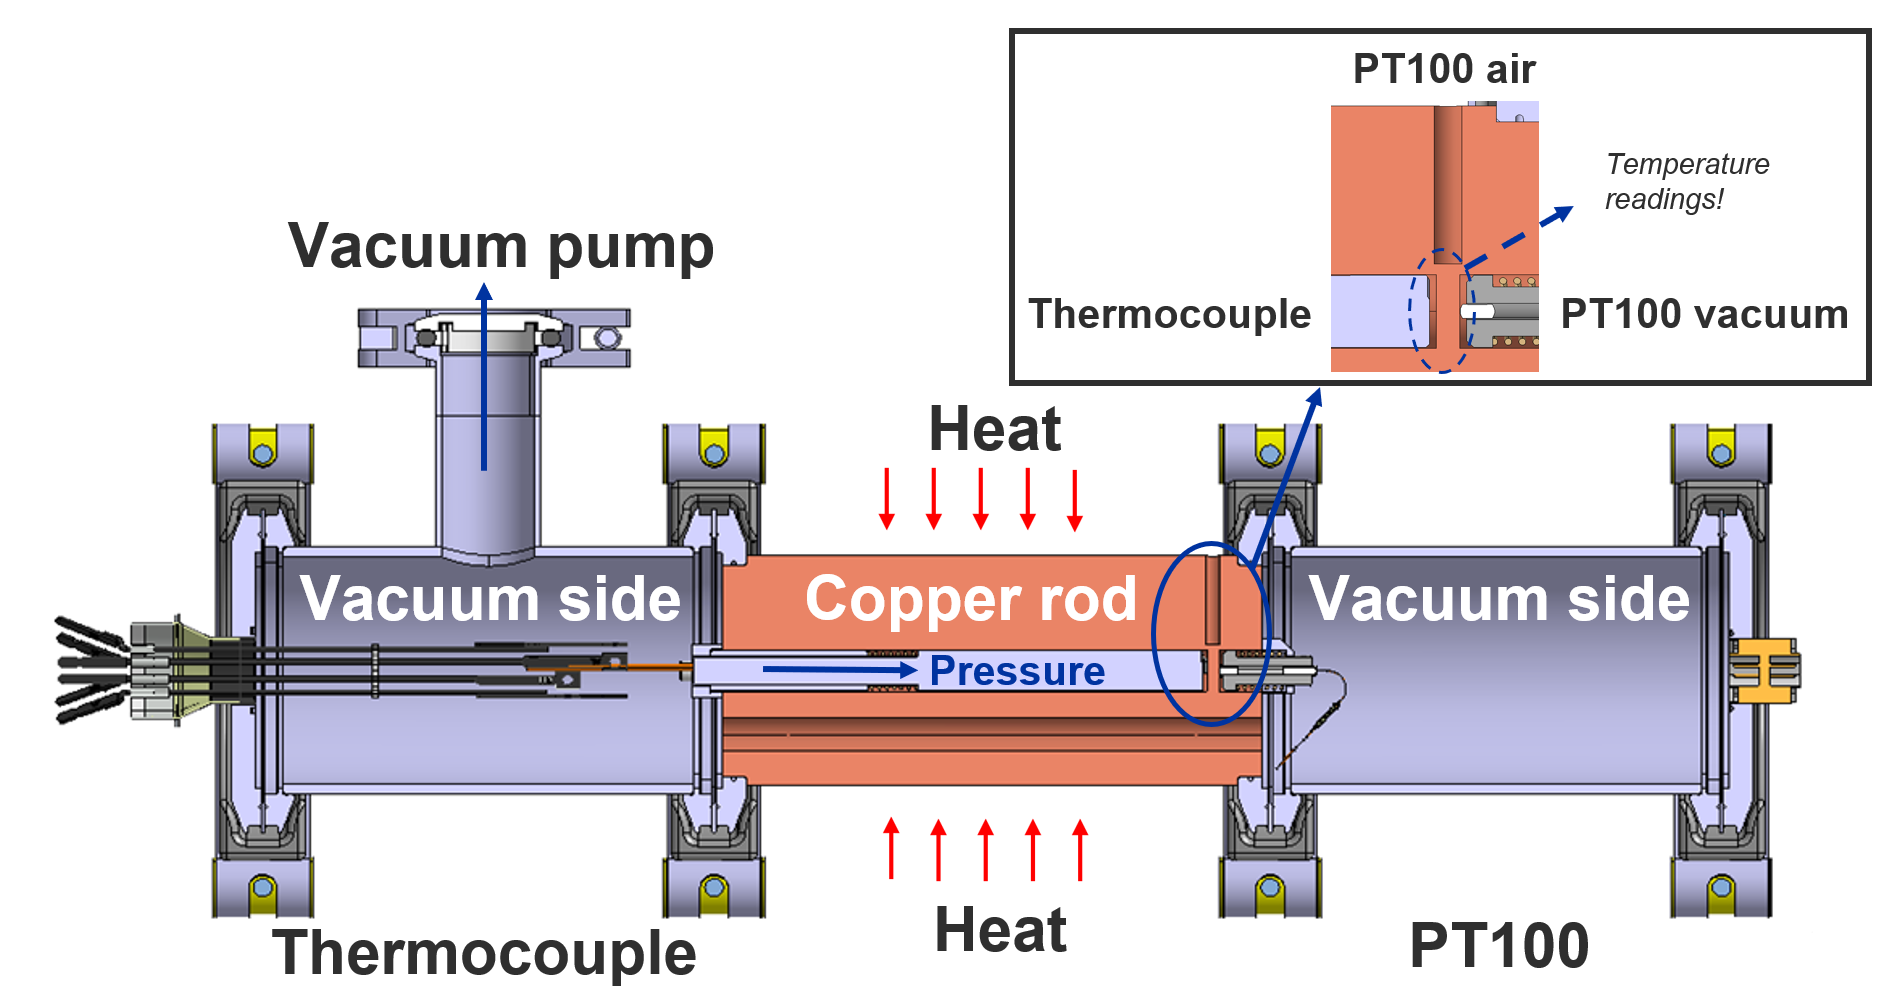 PT100 air
Temperature
readings!
Thermocouple
PT100 vacuum
Vacuum pump
Heat
Vacuum side
Copper rod
Vacuum side
Pressure
Heat
Thermocouple
PT100